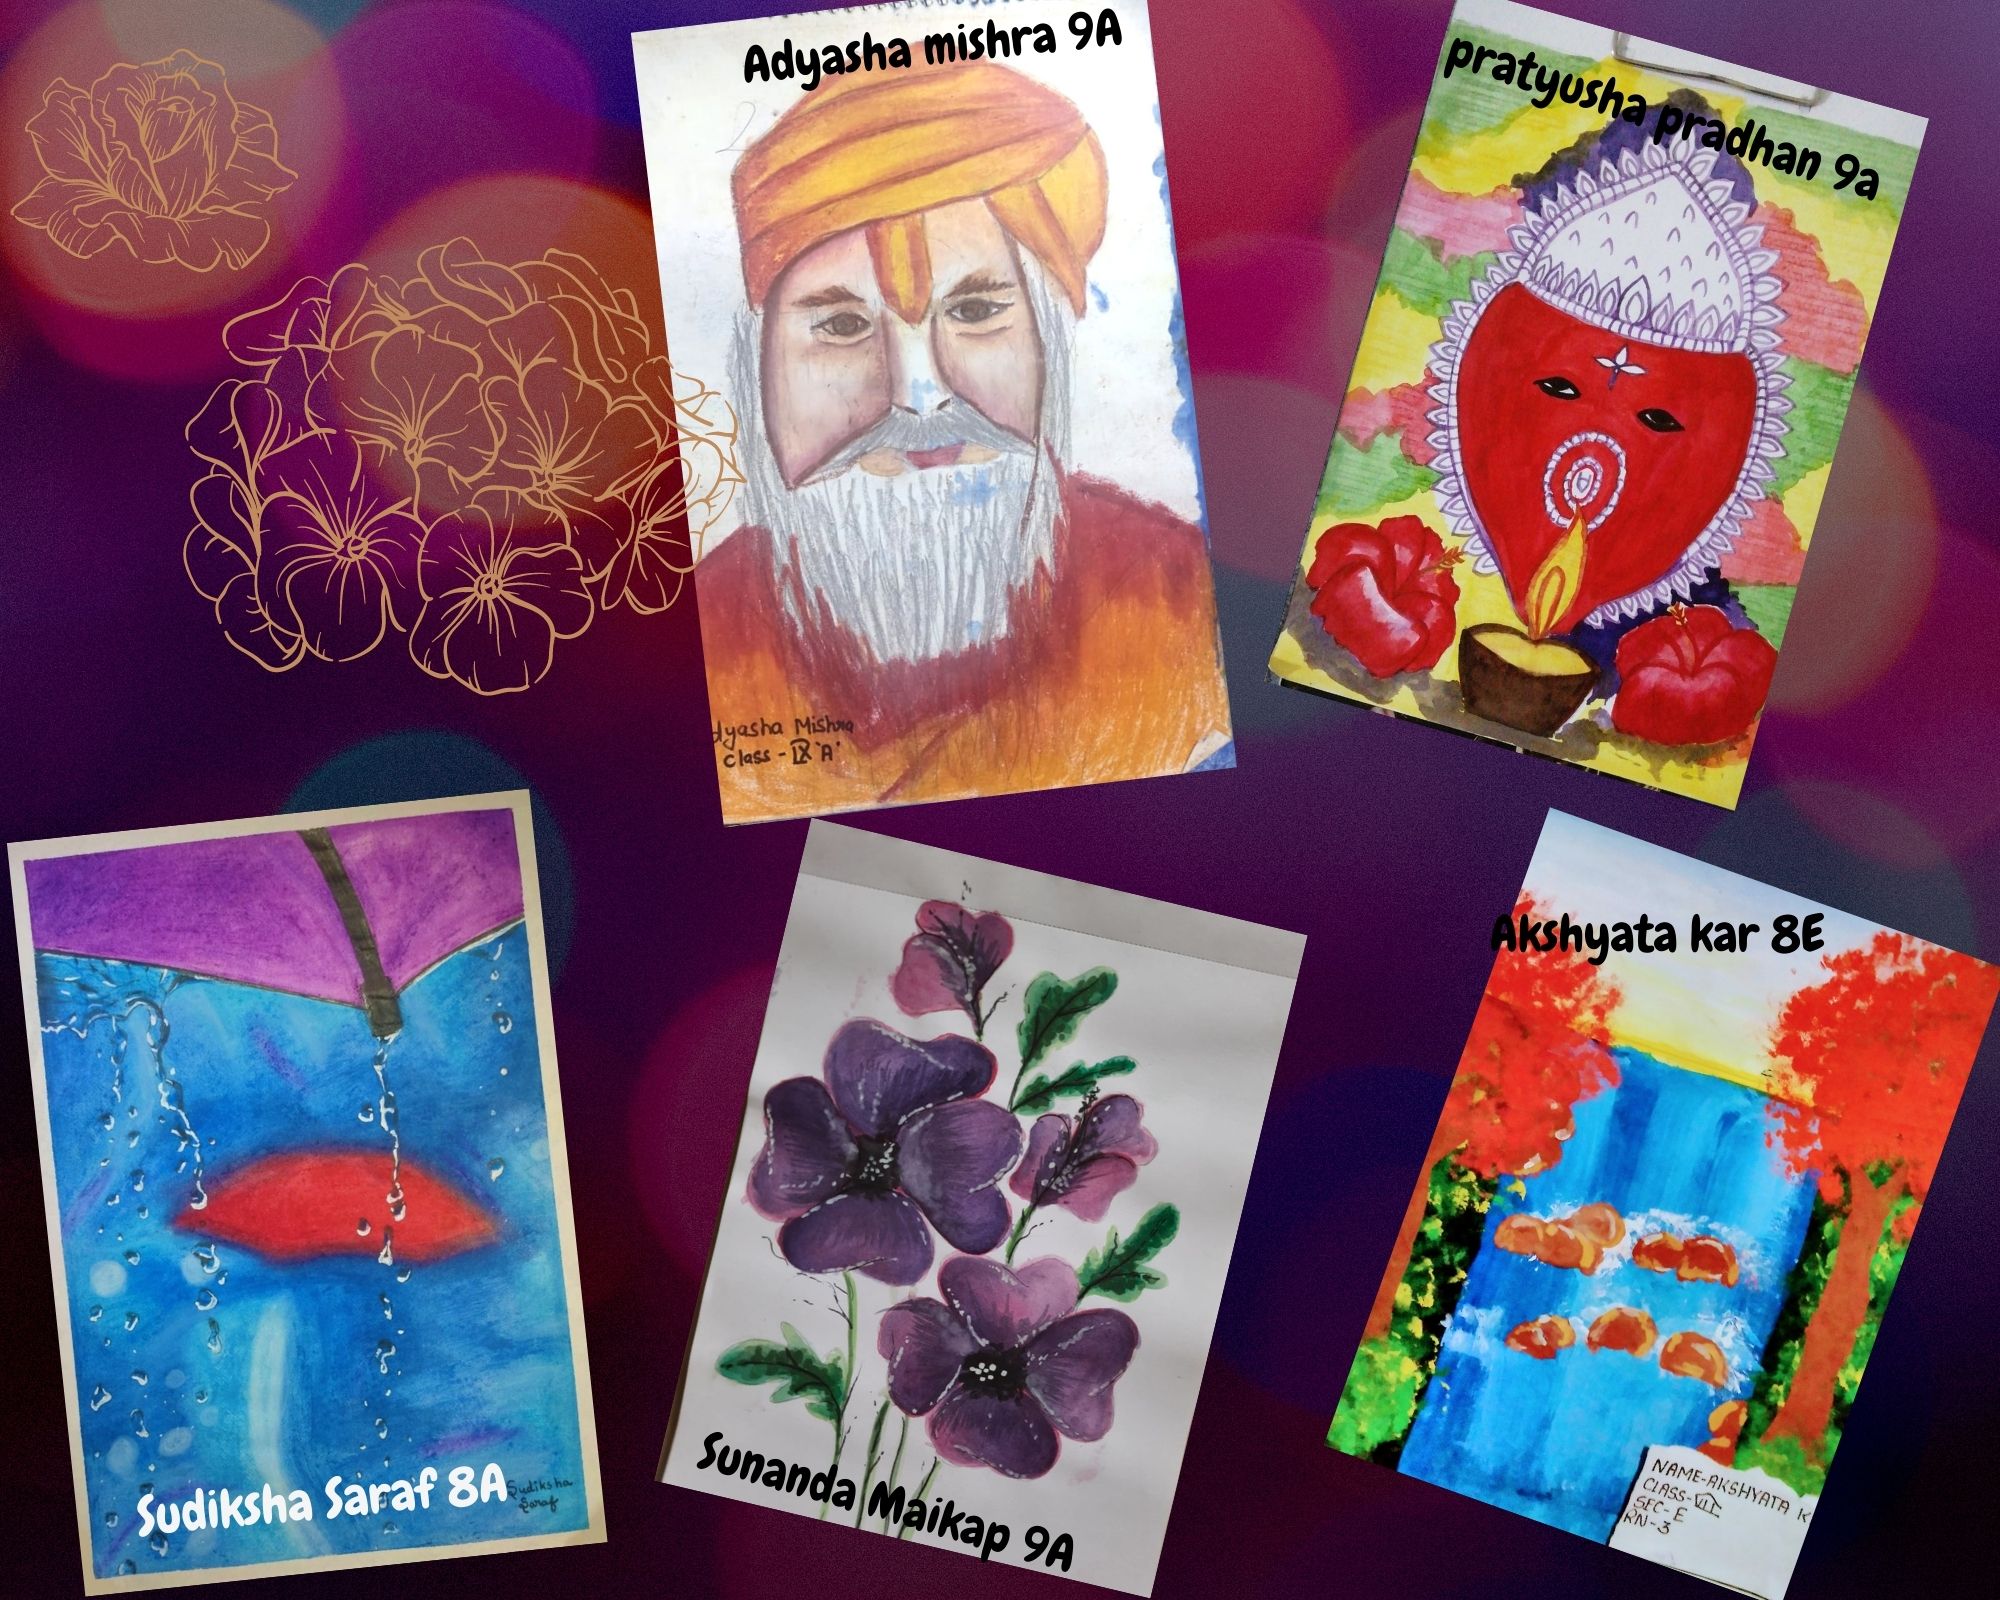 Adyasha mishra 9A
pratyusha pradhan 9a
dyasha Mishra
Class - IX 'A'
Akshyata kar 8E
Sudiksha Saraf 8A
Sudiksha
Saraf
Sunanda Maikap 9A
NAME-AKSHYATA K
CLASS-VIII
SEC-E
RN-3